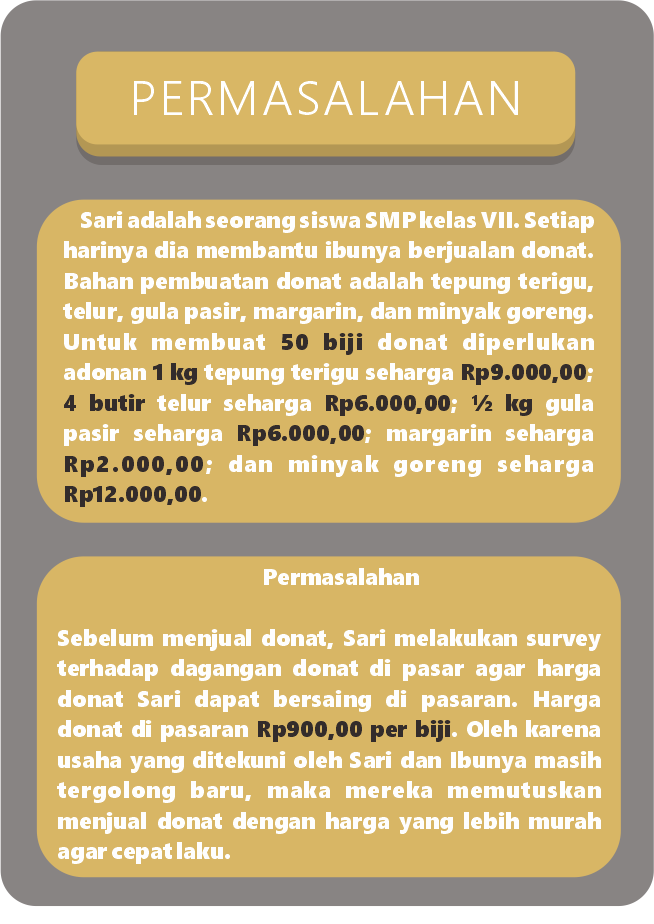 PERMASALAHAN
Sari adalah seorang siswa SMP kelas VII. Setiap
harinya dia membantu ibunya berjualan donat.
Bahan pembuatan donat adalah tepung terigu,
telur, gula pasir, margarin, dan minyak goreng.
Untuk membuat 50 biji donat diperlukan
adonan 1 kg tepung terigu seharga Rp9.000,00;
4 butir telur seharga Rp6.000,00; ½ kg gula
pasir seharga Rp6.000,00; margarin seharga
Rp2.000,00; dan minyak goreng seharga
Rp12.000,00.
Permasalahan
Sebelum menjual donat, Sari melakukan survey
terhadap dagangan donat di pasar agar harga
donat Sari dapat bersaing di pasaran. Harga
donat di pasaran Rp900,00 per biji. Oleh karena
usaha yang ditekuni oleh Sari dan Ibunya masih
tergolong baru, maka mereka memutuskan
menjual donat dengan harga yang lebih murah
agar cepat laku.